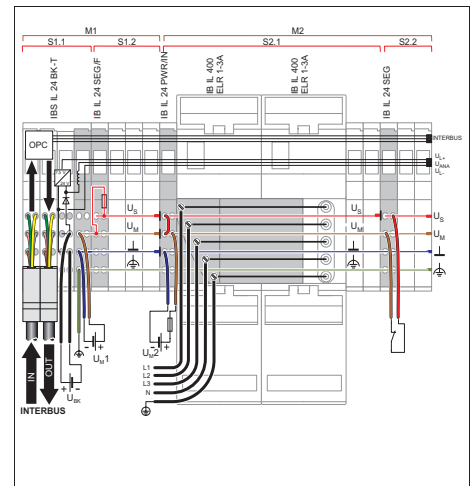 M1 M2
S1.1 S1.2 S2.1 S2.2
IBS IL 24 BK-T
IB IL 24 SEG/F
IB IL 24 PWR/IN
IB IL 400
ELR 1-3A
IB IL 400
ELR 1-3A
IB IL 24 SEG
OPC
INTERBUS
UL+
UANA
UL-
US US US
UM UM UM
UM1
UM2
L1
L2
L3
N
IN
OUT
UBK
INTERBUS